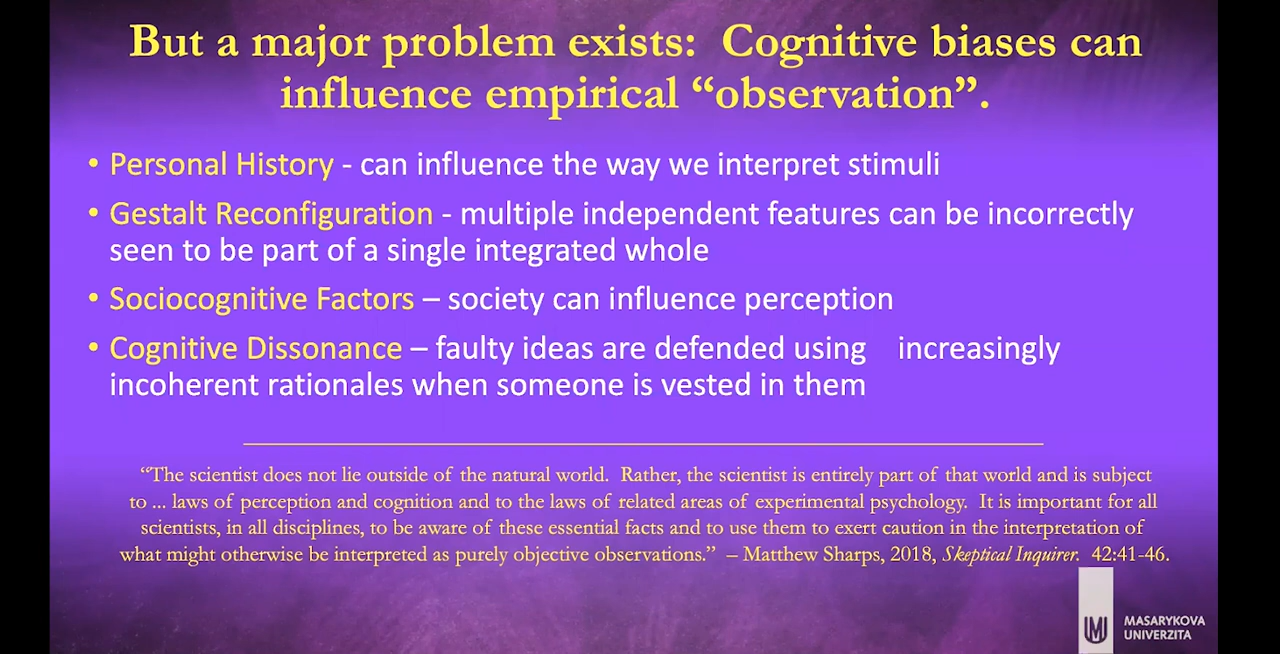 But a major problem exists:  Cognitive biases can
influence empirical “observation”.
• Personal History - can influence the way we interpret stimuli
• Gestalt Reconfiguration - multiple independent features can be incorrectly
seen to be part of a single integrated whole
• Sociocognitive Factors – society can influence perception
• Cognitive Dissonance – faulty ideas are defended using    increasingly
incoherent rationales when someone is vested in them
“The scientist does not lie outside of the natural world.  Rather, the scientist is entirely part of that world and is subject
to ... laws of perception and cognition and to the laws of related areas of experimental psychology.  It is important for all
scientists, in all disciplines, to be aware of these essential facts and to use them to exert caution in the interpretation of
what might otherwise be interpreted as purely objective observations.”  – Matthew Sharps, 2018, Skeptical Inquirer.  42:41-46.
MUNI
MASARYKOVA
UNIVERZITA